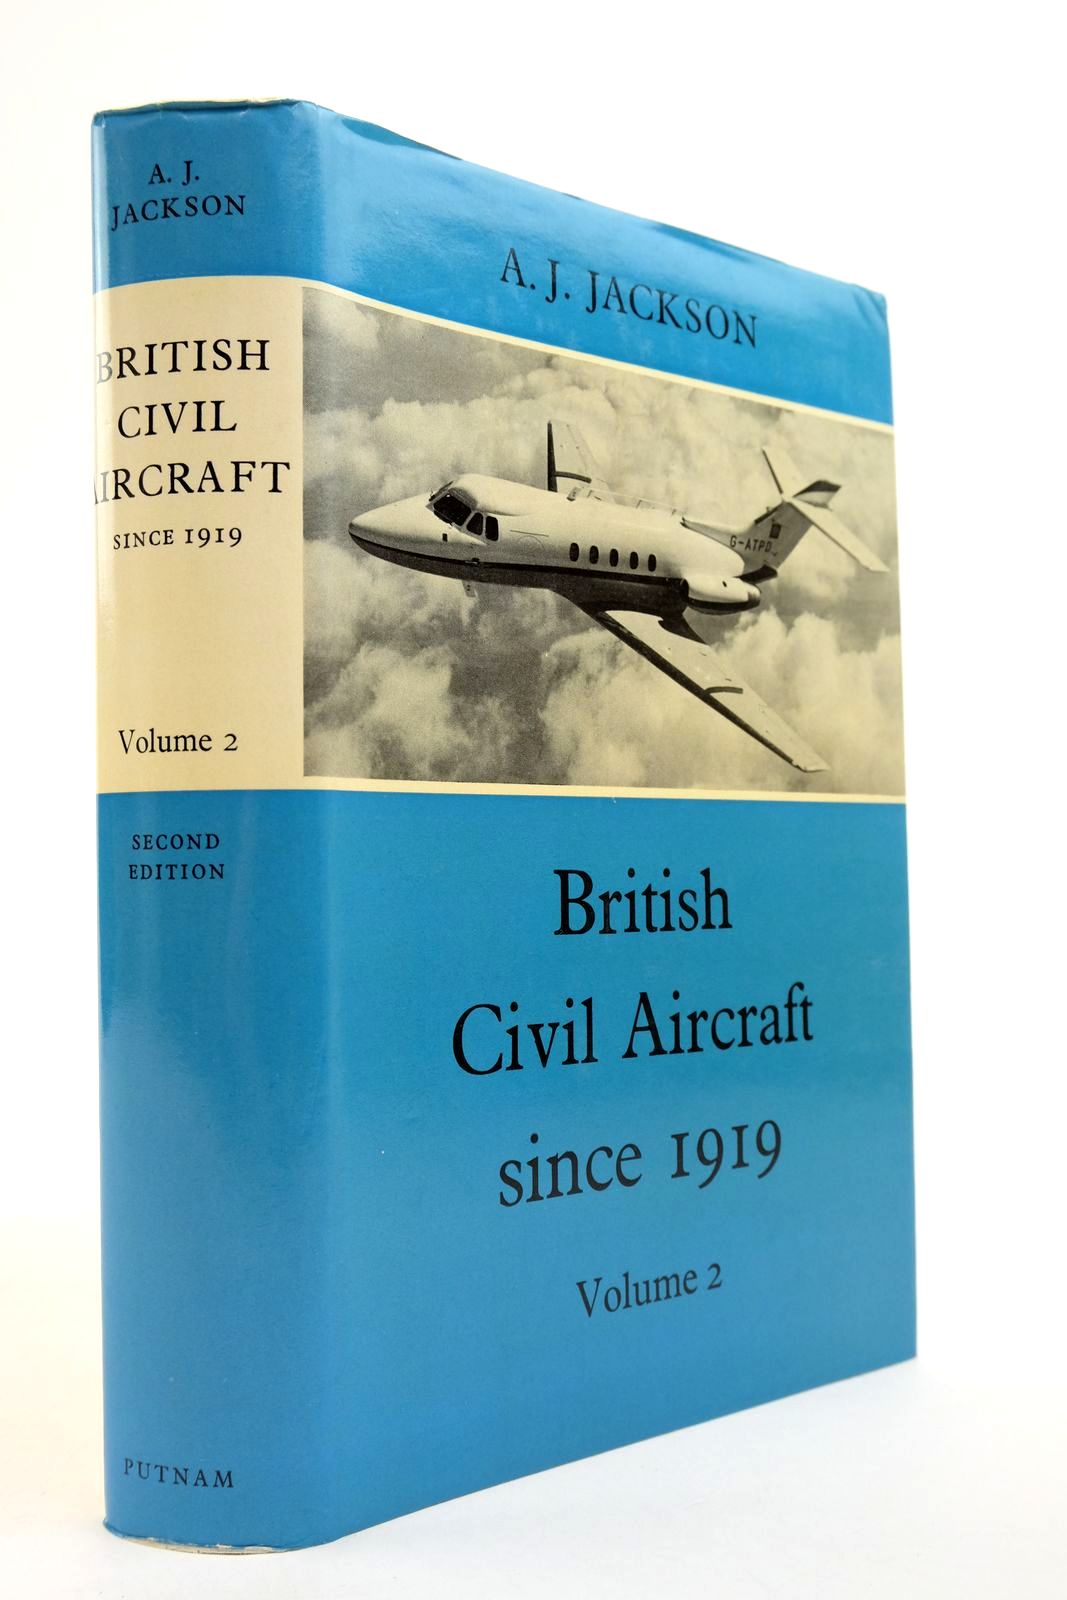 A. J.
JACKSON
BRITISH
CIVIL
AIRCRAFT
SINCE 1919
Volume 2
SECOND
EDITION
PUTNAM
A. J. JACKSON
G-ATPD
British
Civil Aircraft
since 1919
Volume 2